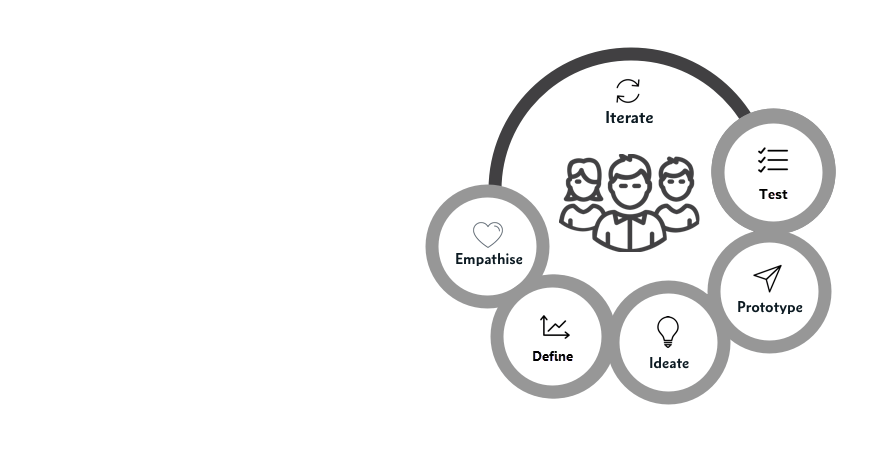 Iterate
Test
Empathise
Prototype
Define
Ideate